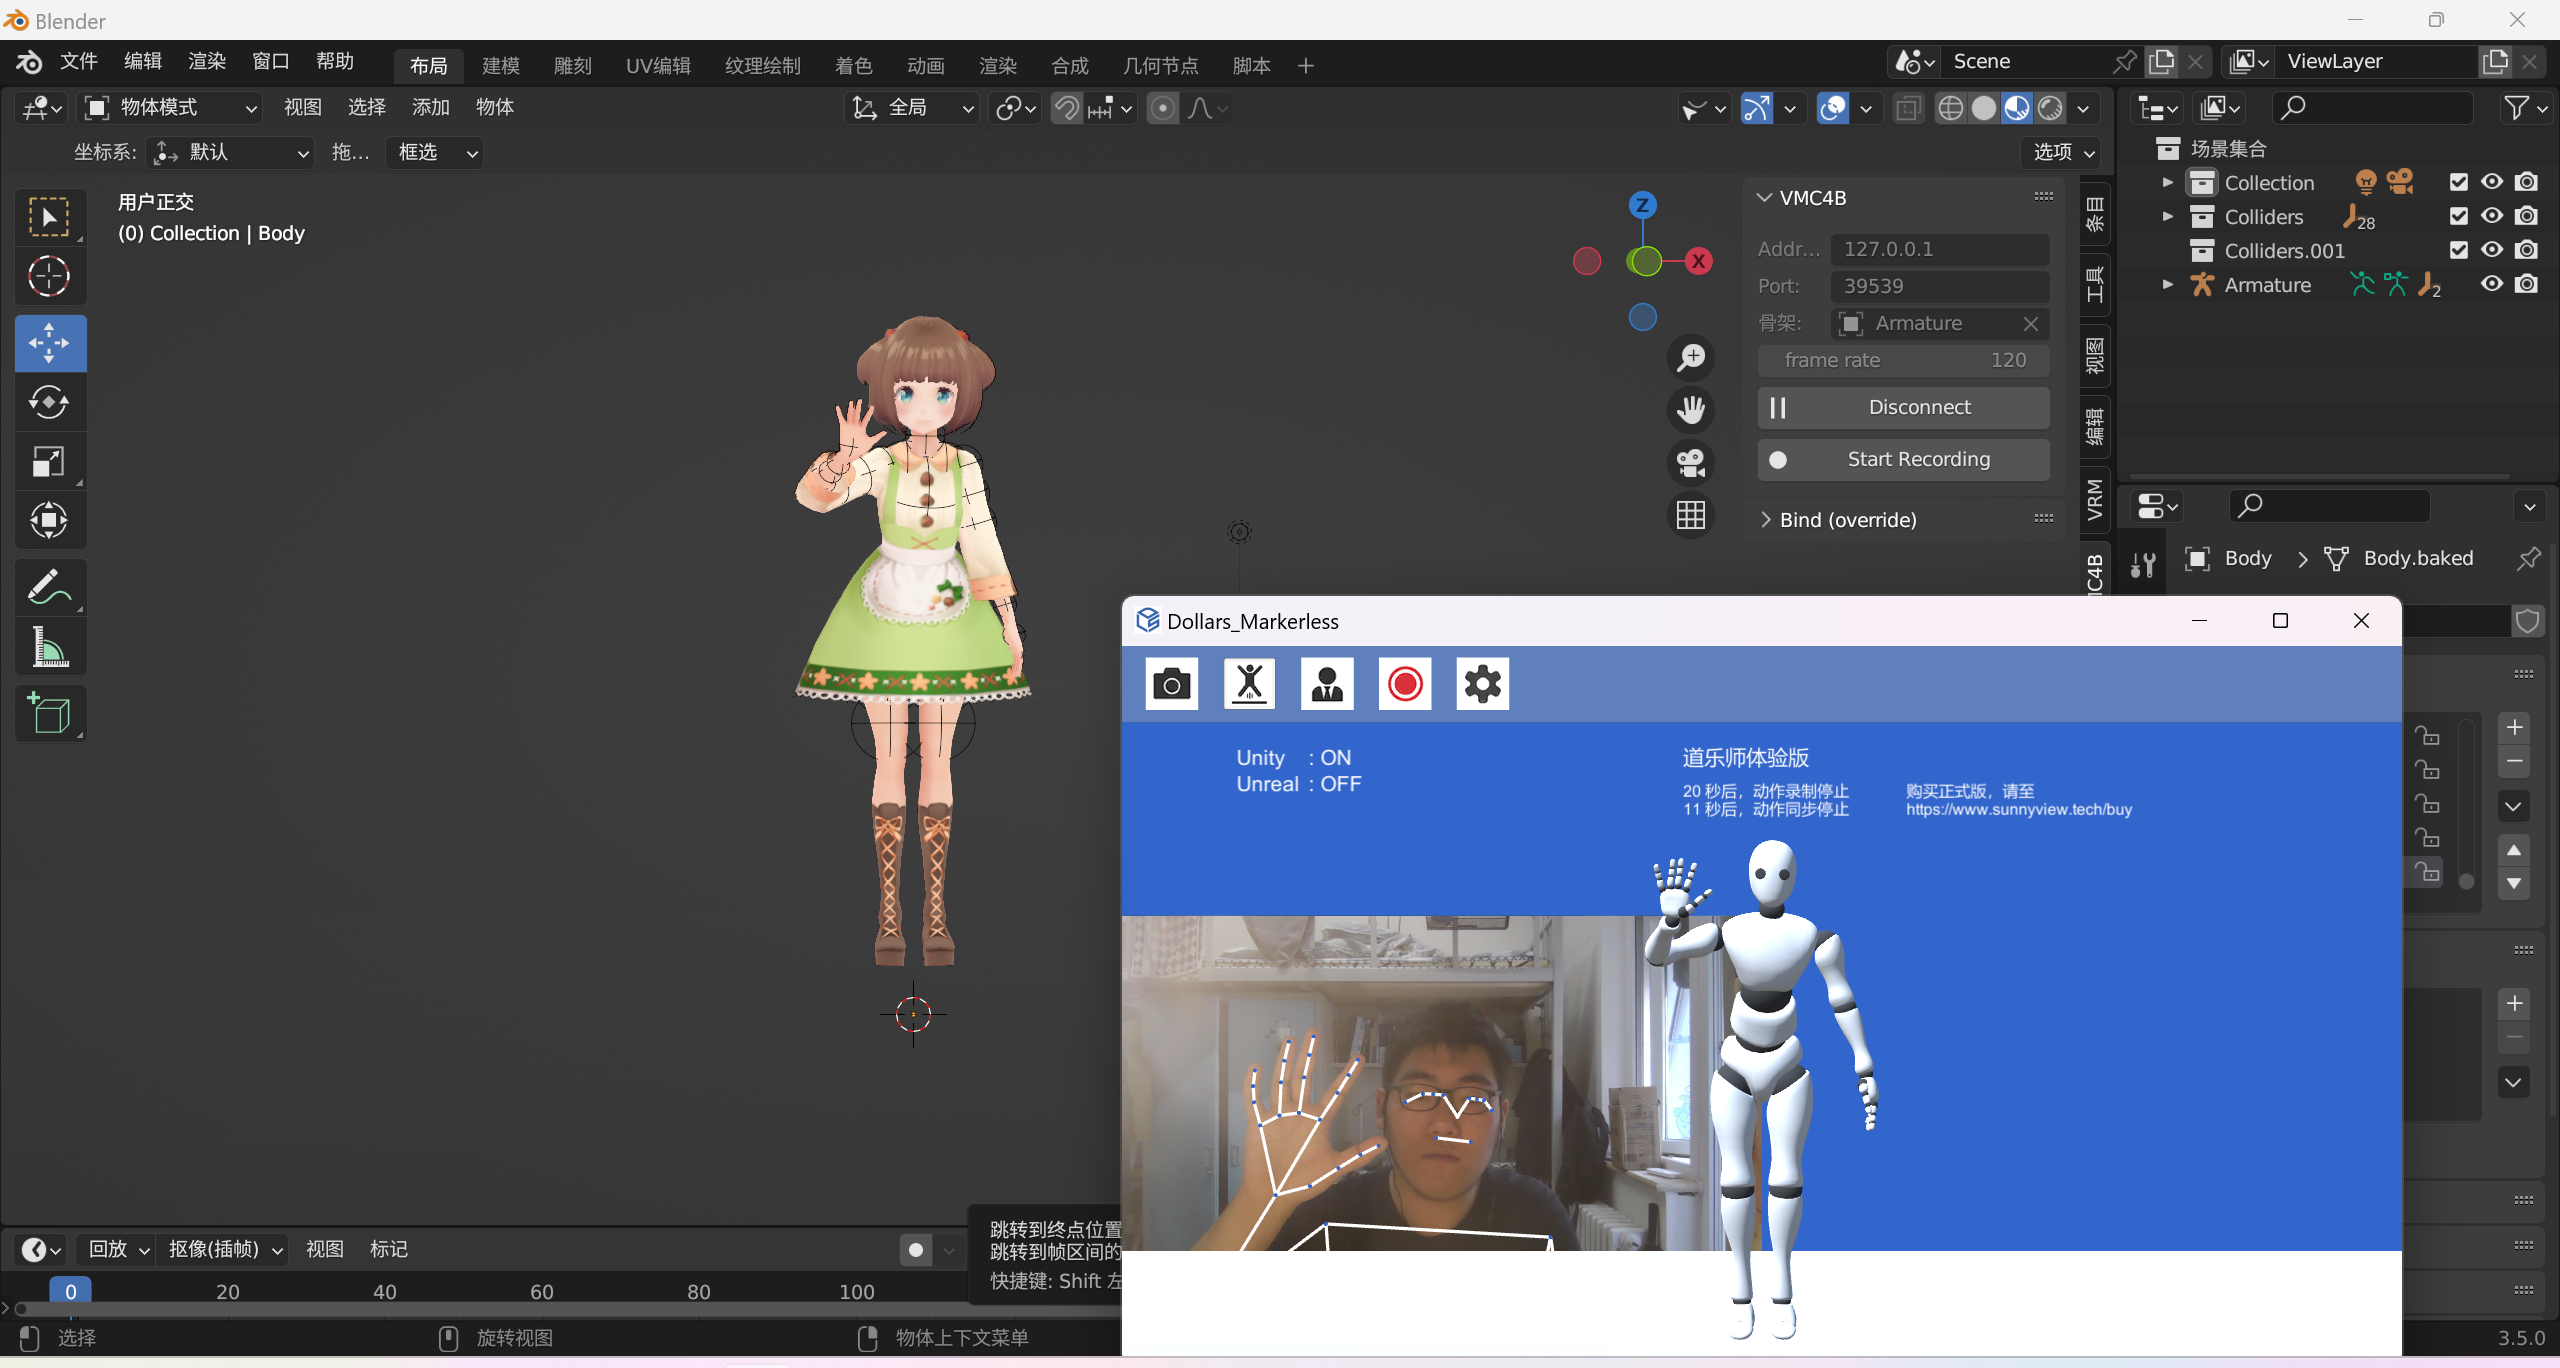 Blender
文件 编辑 渲染 窗口 帮助 布局 建模 雕刻 UV编辑 纹理绘制 着色 动画 渲染 合成 几何节点 脚本 + Scene ViewLayer
物体模式 视图 选择 添加 物体 全局
坐标系: 默认 拖... 框选 选项
用户正交
(0) Collection | Body
Z
X
VMC4B
Addr... 127.0.0.1
Port: 39539
骨架: Armature
frame rate 120
Disconnect
Start Recording
Bind (override)
条目
工具
视图
编辑
VRM
场景集合
Collection
Colliders 28
Colliders.001
Armature 2
Body > Body.baked
Dollars_Markerless
Unity : ON
Unreal : OFF
道乐师体验版
20 秒后，动作录制停止
11 秒后，动作同步停止
购买正式版，请至
https://www.sunnyview.tech/buy
跳转到终点位置
跳转到帧区间的
快捷键: Shift 左
回放 抠像(插帧) 视图 标记
0 20 40 60 80 100
选择 旋转视图 物体上下文菜单 3.5.0